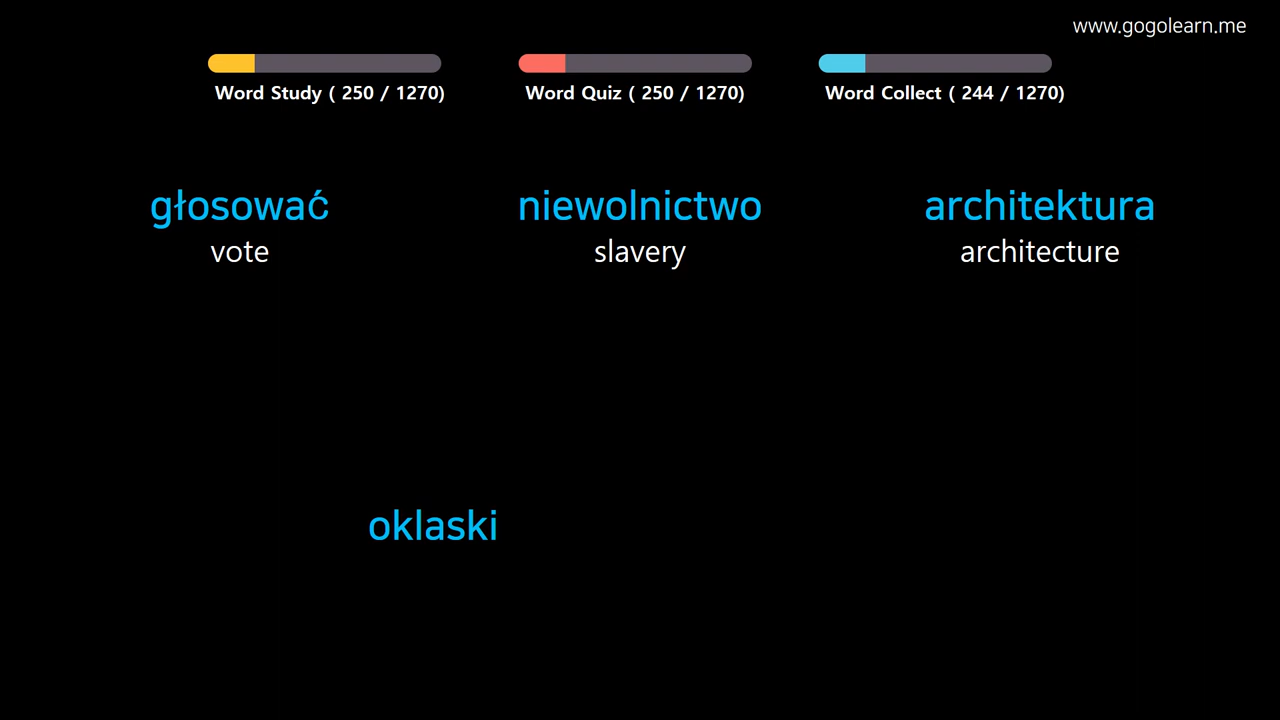 www.gogolearn.me
Word Study ( 250 / 1270)
Word Quiz ( 250 / 1270)
Word Collect ( 244 / 1270)
głosować
vote
niewolnictwo
slavery
architektura
architecture
oklaski